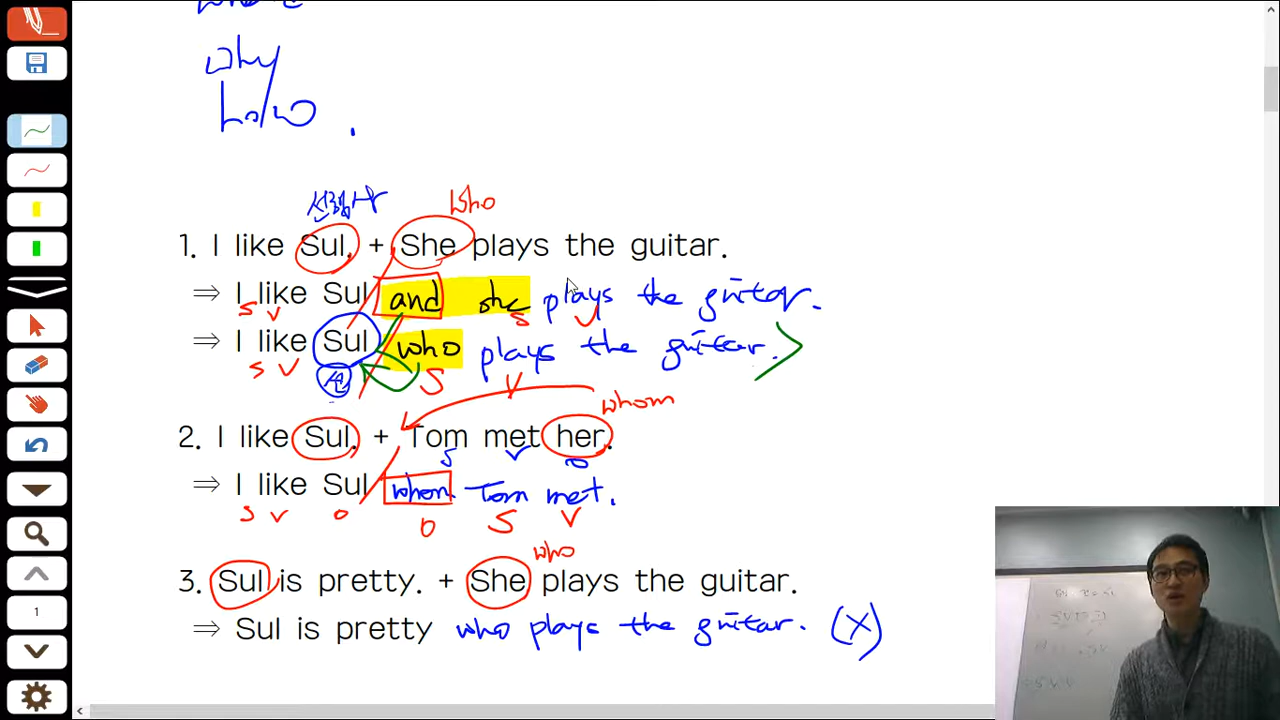 why
how .
선행사 who
1. I like Sul. + She plays the guitar.
⇒ I like Sul and she plays the guitar.
S V S V
⇒ I like Sul who plays the guitar.
S V 선 S V
whom
2. I like Sul. + Tom met her.
S V O
⇒ I like Sul whom Tom met.
S V O O S V
who
3. Sul is pretty. + She plays the guitar.
⇒ Sul is pretty who plays the guitar. (X)
1